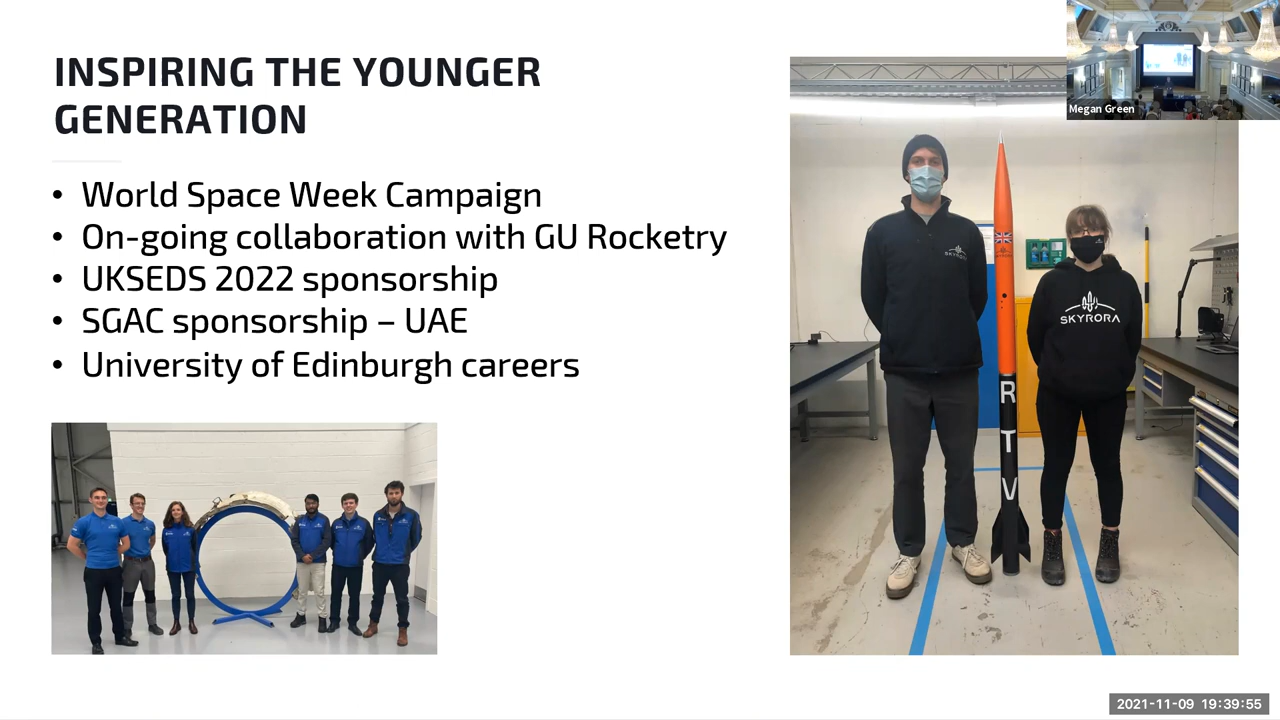 INSPIRING THE YOUNGER
GENERATION
• World Space Week Campaign
• On-going collaboration with GU Rocketry
• UKSEDS 2022 sponsorship
• SGAC sponsorship – UAE
• University of Edinburgh careers
Megan Green
SKYRORA
SKYRORA
R
T
V
2021-11-09 19:39:55